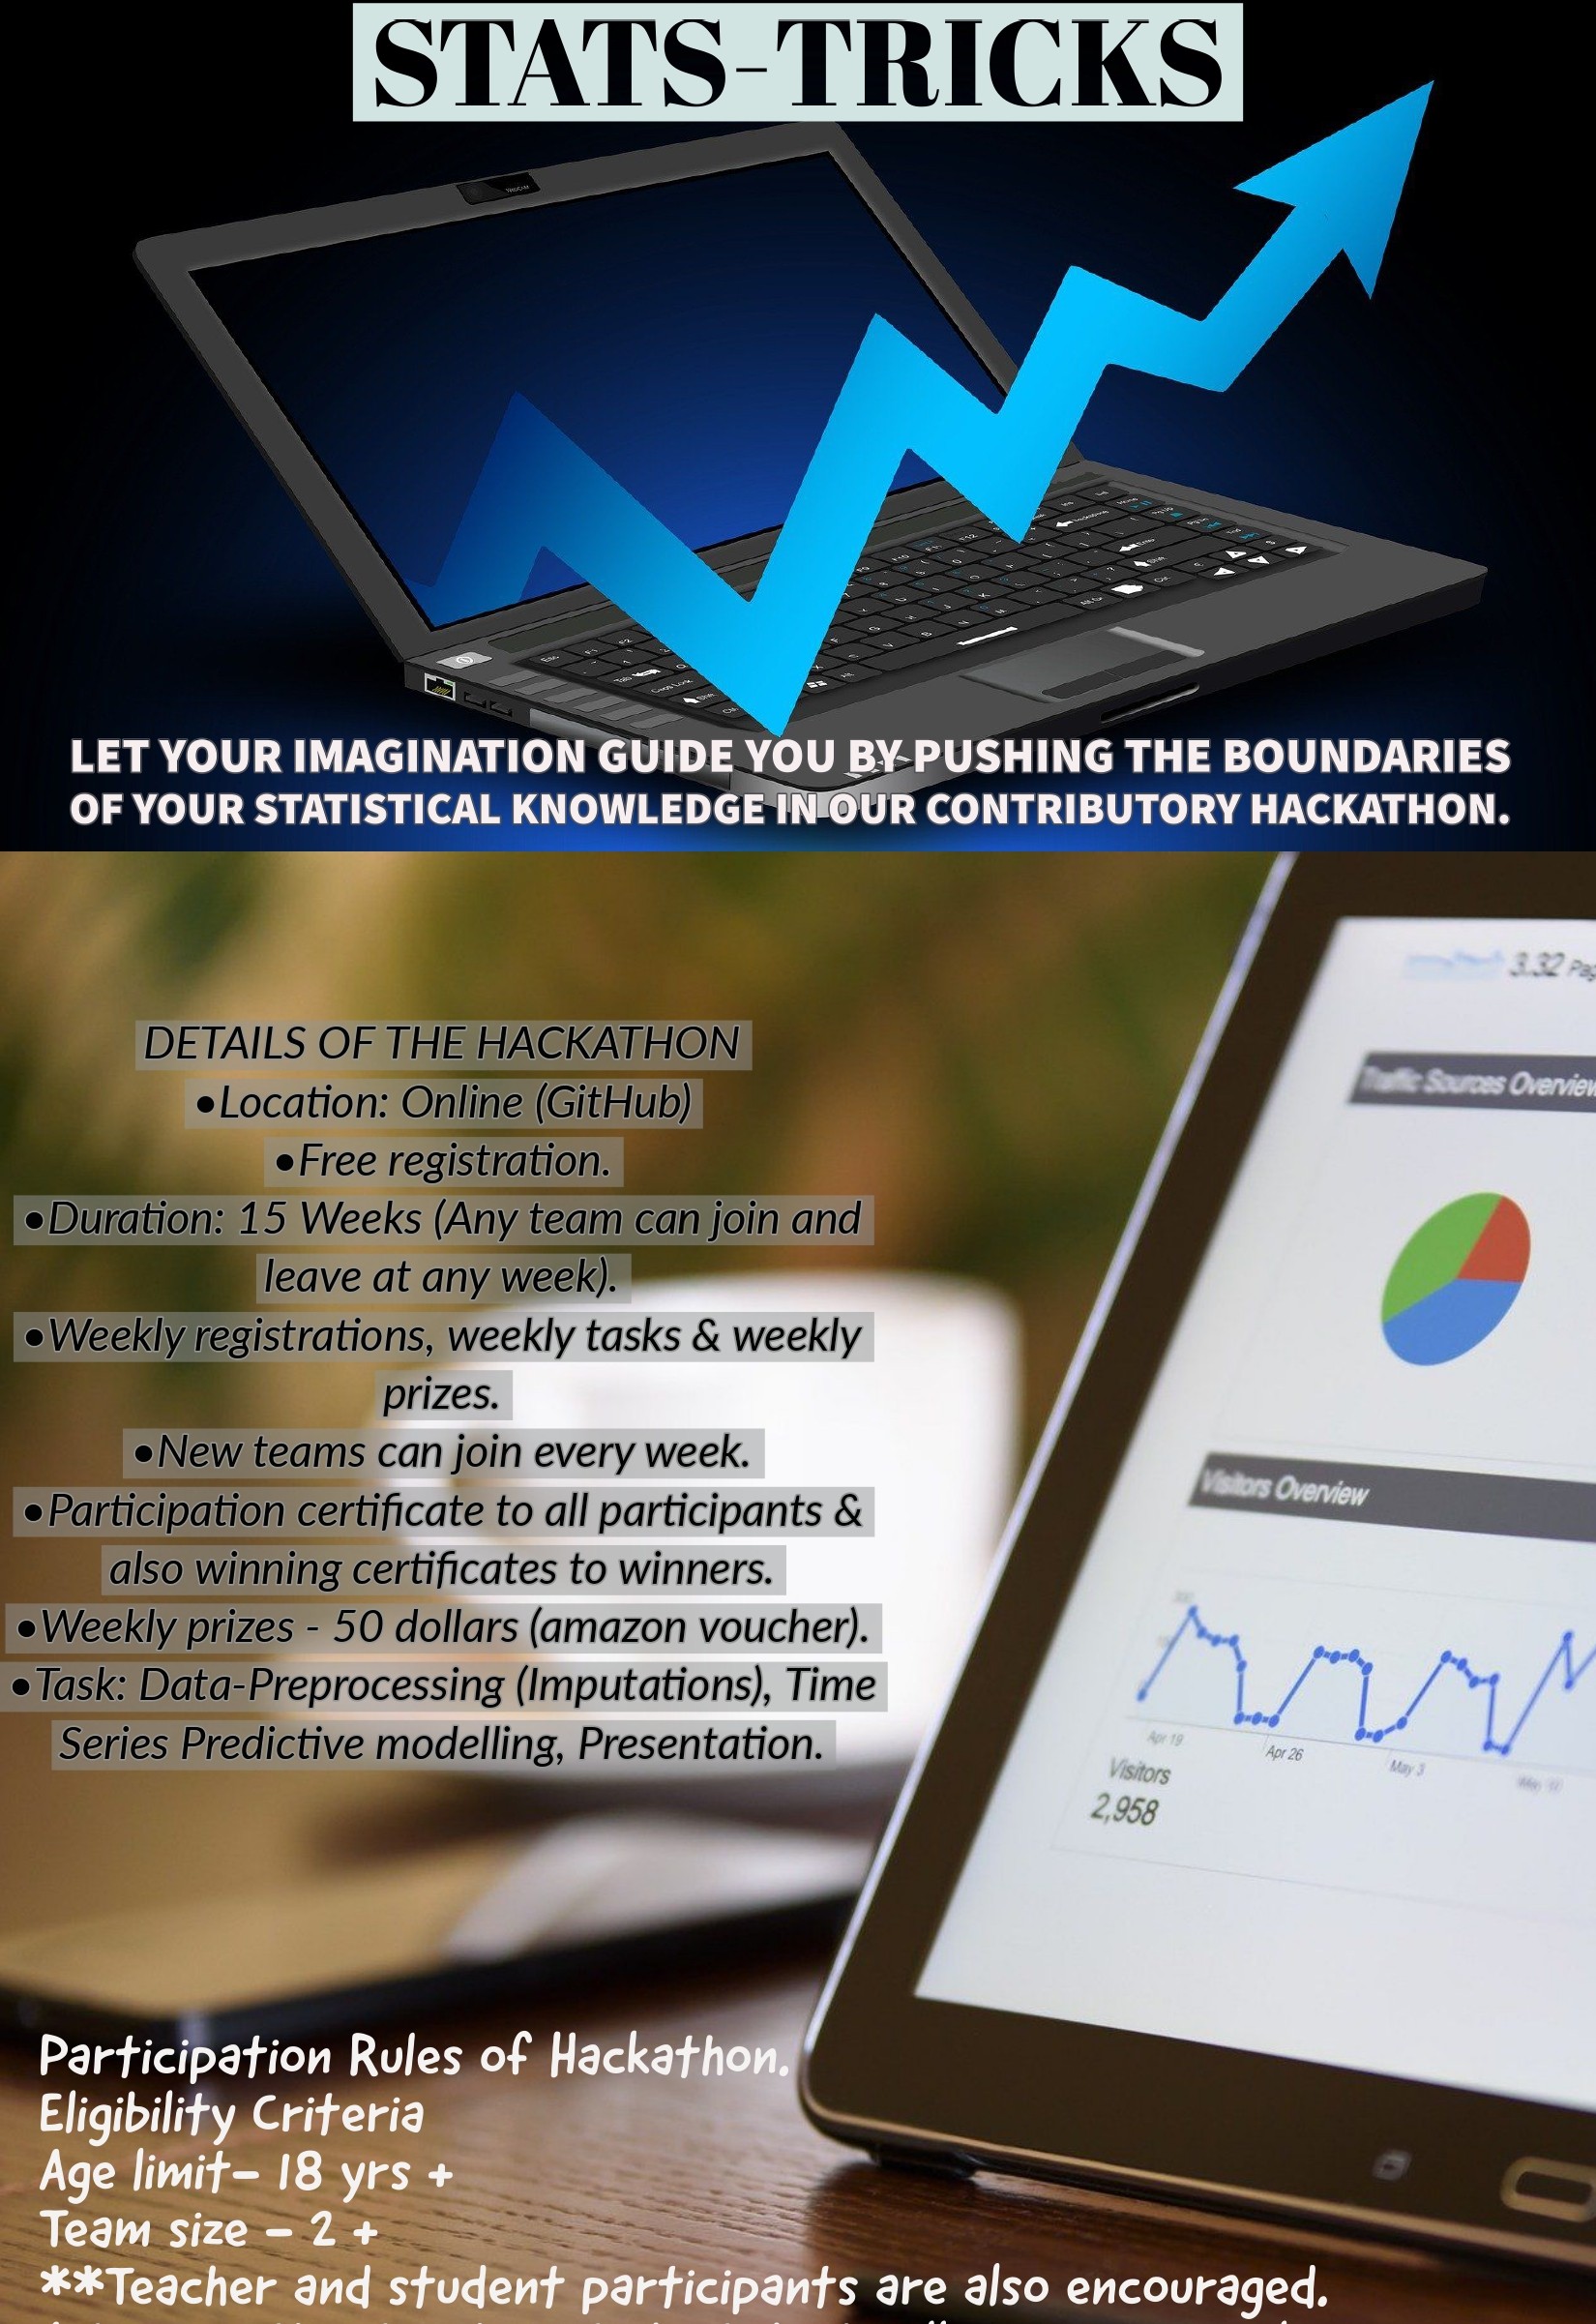 STATS-TRICKS
LET YOUR IMAGINATION GUIDE YOU BY PUSHING THE BOUNDARIES
OF YOUR STATISTICAL KNOWLEDGE IN OUR CONTRIBUTORY HACKATHON.
DETAILS OF THE HACKATHON
•Location: Online (GitHub)
•Free registration.
•Duration: 15 Weeks (Any team can join and
leave at any week).
•Weekly registrations, weekly tasks & weekly
prizes.
•New teams can join every week.
•Participation certificate to all participants &
also winning certificates to winners.
•Weekly prizes - 50 dollars (amazon voucher).
•Task: Data-Preprocessing (Imputations), Time
Series Predictive modelling, Presentation.
3.32 Pag
Traffic Sources Overview
Visitors Overview
Apr 19
Apr 26
May 3
Visitors
2,958
Participation Rules of Hackathon.
Eligibility Criteria
Age limit- 18 yrs +
Team size - 2 +
**Teacher and student participants are also encouraged.